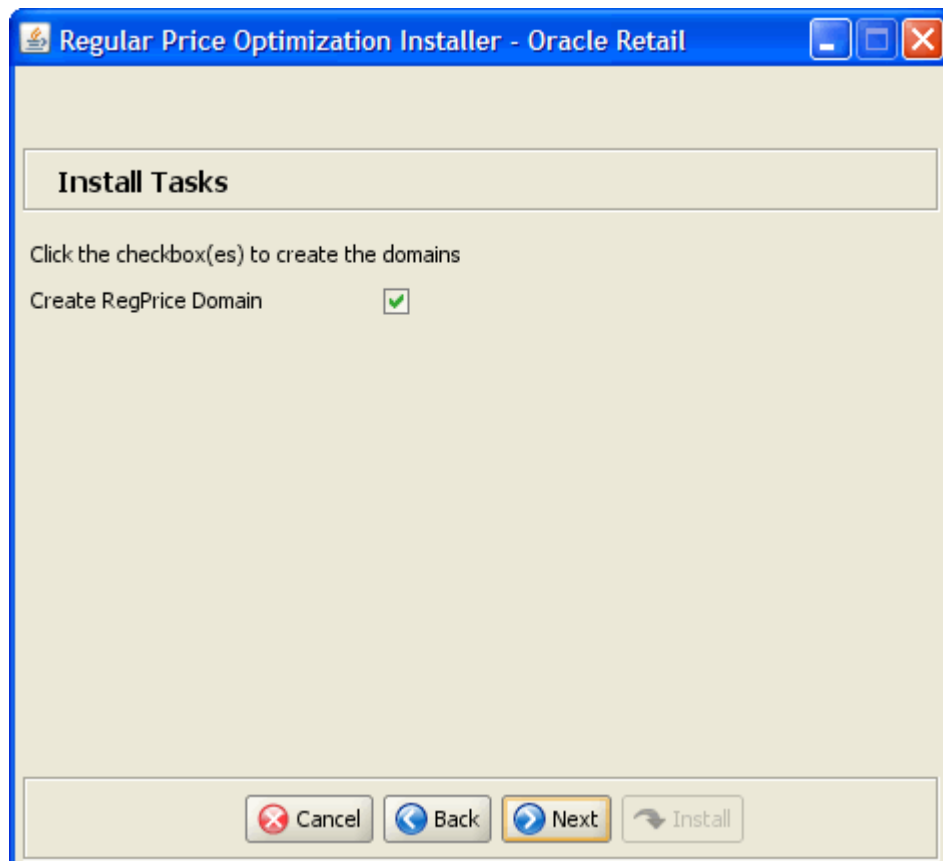 Regular Price Optimization Installer - Oracle Retail
Install Tasks
Click the checkbox(es) to create the domains
Create RegPrice Domain
Cancel Back Next Install